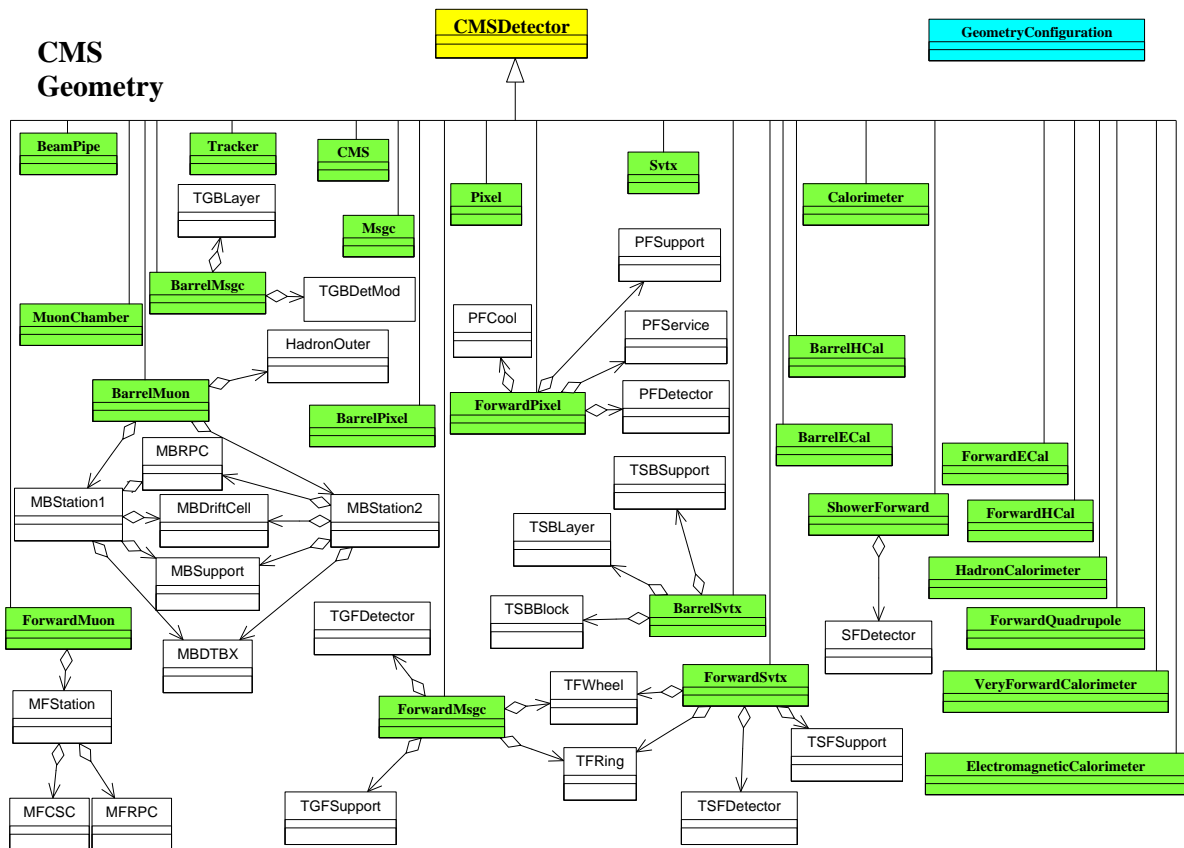 CMSDetector
GeometryConfiguration
CMS
Geometry
BeamPipe
Tracker
CMS
Svtx
Pixel
Calorimeter
TGBLayer
Msgc
PFSupport
BarrelMsgc
TGBDetMod
MuonChamber
PFCool
PFService
HadronOuter
BarrelHCal
BarrelMuon
PFDetector
ForwardPixel
BarrelPixel
BarrelECal
MBRPC
ForwardECal
TSBSupport
MBStation1
MBDriftCell
MBStation2
ShowerForward
ForwardHCal
TSBLayer
MBSupport
HadronCalorimeter
BarrelSvtx
TSBBlock
ForwardMuon
TGFDetector
ForwardQuadrupole
SFDetector
MBDTBX
ForwardSvtx
TFWheel
VeryForwardCalorimeter
MFStation
ForwardMsgc
TSFSupport
TFRing
ElectromagneticCalorimeter
MFCSC
MFRPC
TGFSupport
TSFDetector